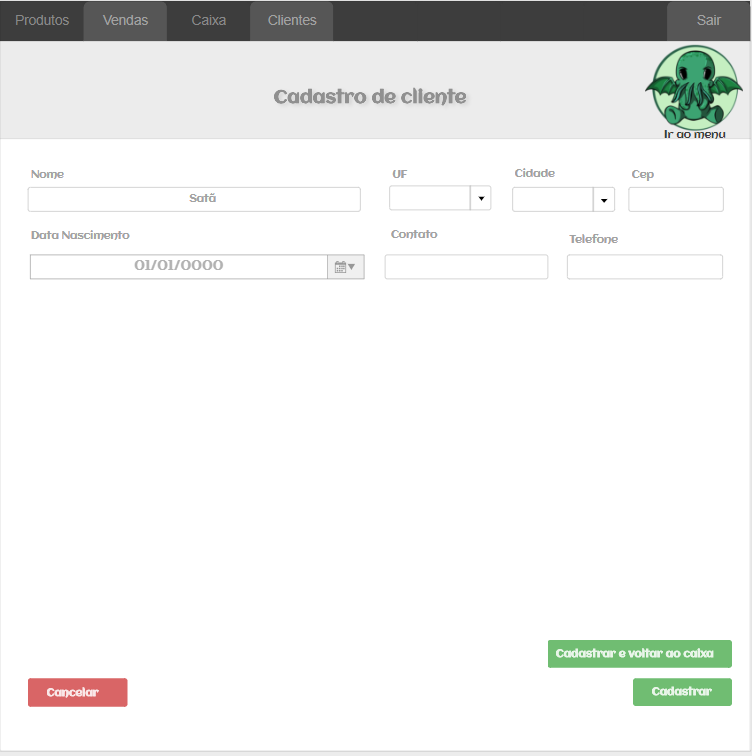 Produtos Vendas Caixa Clientes Sair
Cadastro de cliente
Ir ao menu
Nome UF Cidade Cep
Satã
Data Nascimento Contato Telefone
01/01/0000
Cadastrar e voltar ao caixa
Cancelar Cadastrar